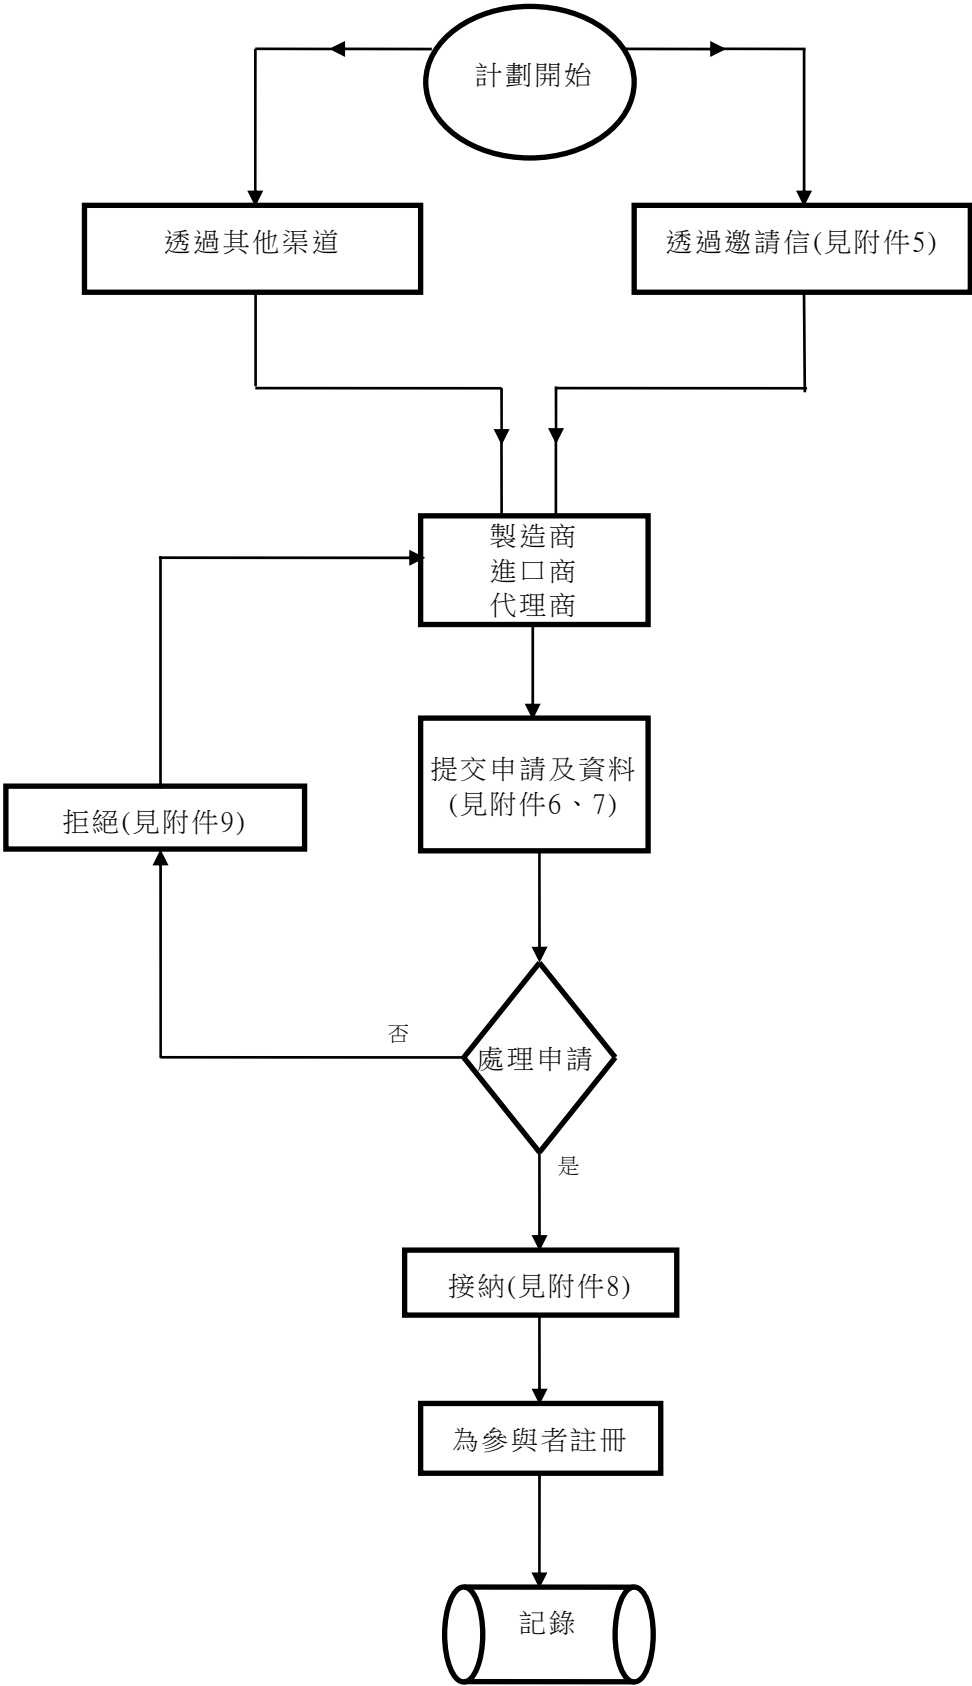 計劃開始
透過其他渠道
透過邀請信(見附件5)
製造商
進口商
代理商
提交申請及資料
(見附件6、7)
拒絕(見附件9)
否
處理申請
是
接納(見附件8)
為參與者註冊
記錄